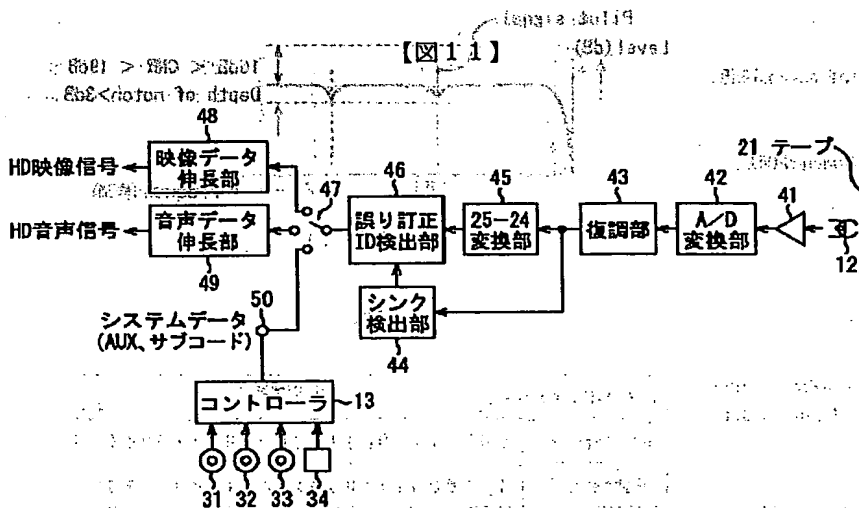 【図11】
Pilot signal
Level (dB)
16dB < CNR < 19dB
Depth of notch>3dB
48
映像データ
伸長部
HD映像信号
47
46
誤り訂正
ID検出部
45
25−24
変換部
43
復調部
42
A/D
変換部
41
21 テープ
12
HD音声信号
音声データ
伸長部
49
シンク
検出部
44
システムデータ
(AUX、サブコード)
50
コントローラ
13
31 32 33 34